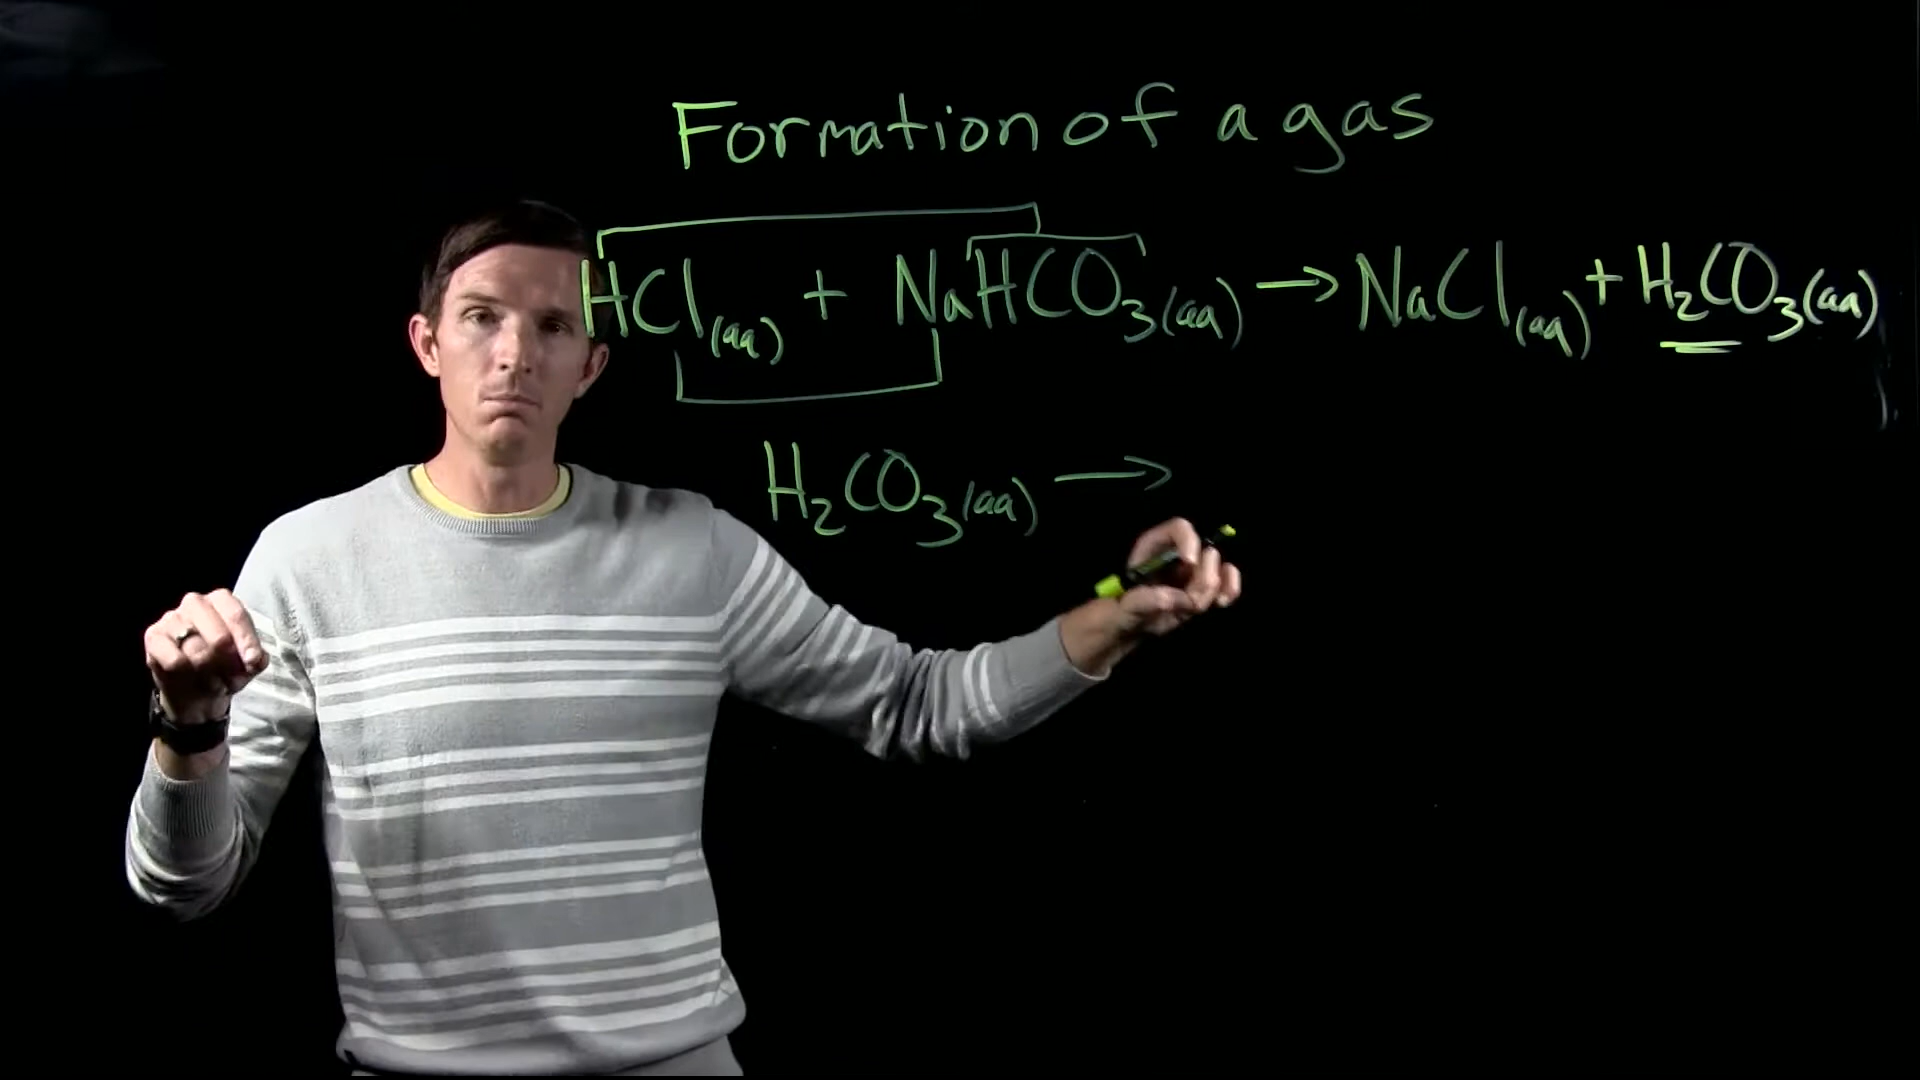 Formation of a gas
HCl(aq) + NaHCO₃(aq) → NaCl(aq) + H₂CO₃(aq)
H₂CO₃(aq) →